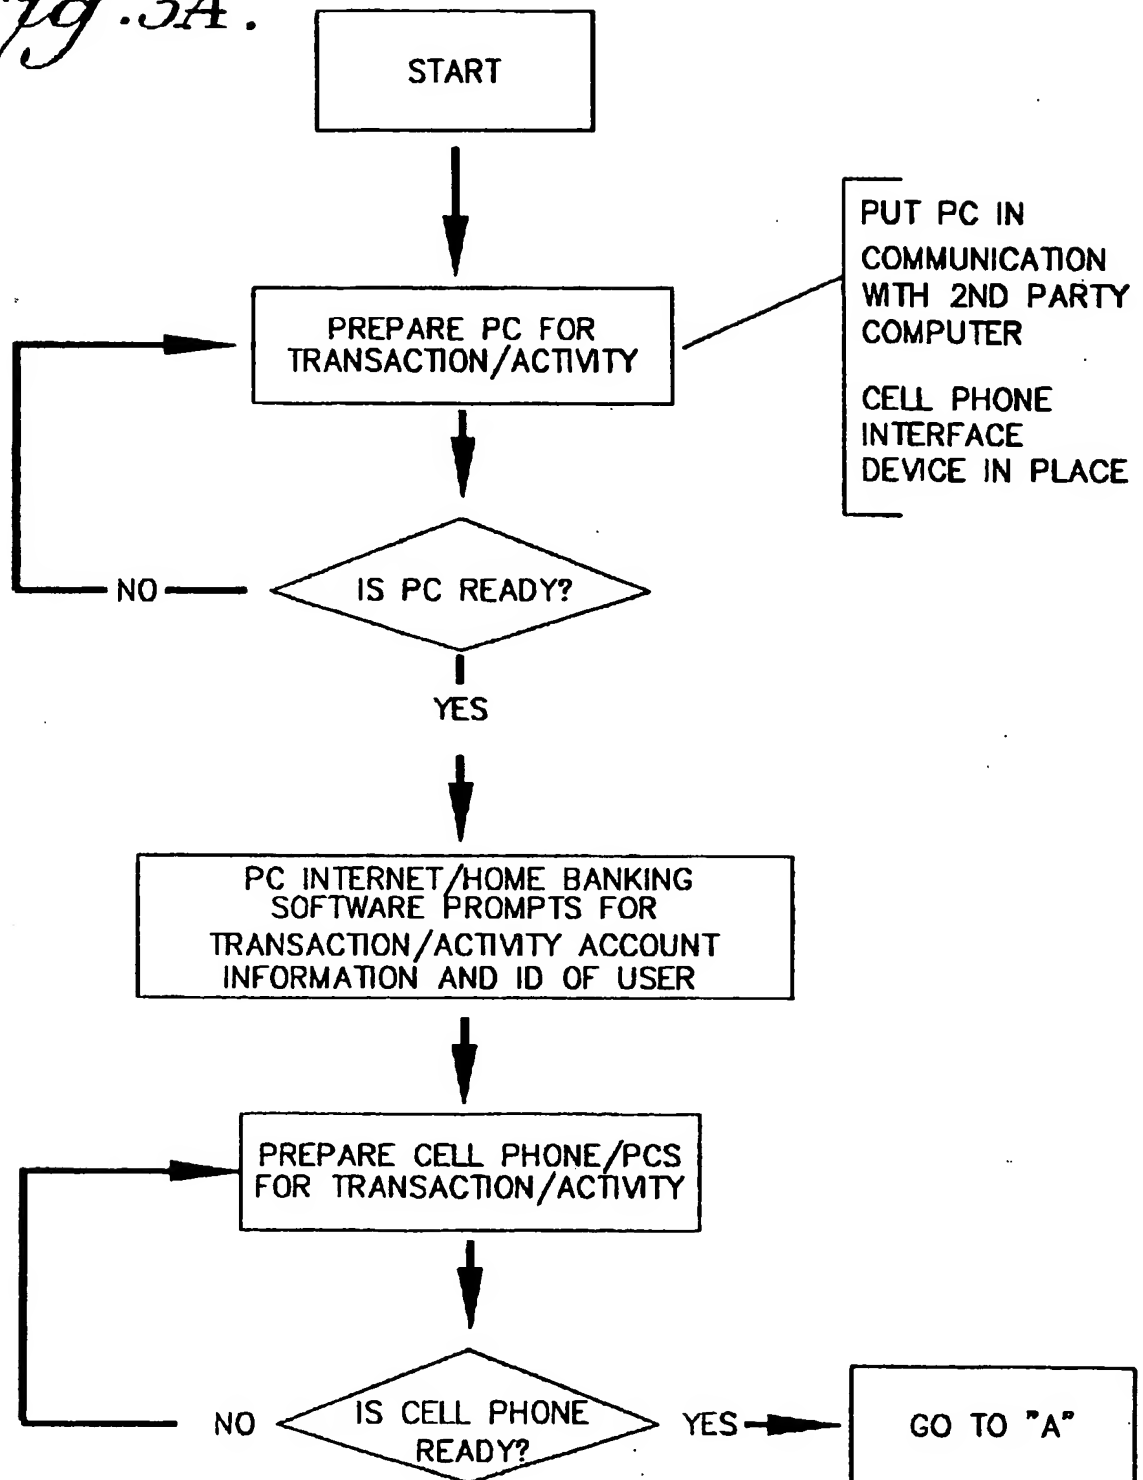 Fig.3A.
START
PREPARE PC FOR
TRANSACTION/ACTIVITY
PUT PC IN
COMMUNICATION
WITH 2ND PARTY
COMPUTER
CELL PHONE
INTERFACE
DEVICE IN PLACE
IS PC READY?
NO
YES
PC INTERNET/HOME BANKING
SOFTWARE PROMPTS FOR
TRANSACTION/ACTIVITY ACCOUNT
INFORMATION AND ID OF USER
PREPARE CELL PHONE/PCS
FOR TRANSACTION/ACTIVITY
IS CELL PHONE
READY?
NO
YES
GO TO "A"